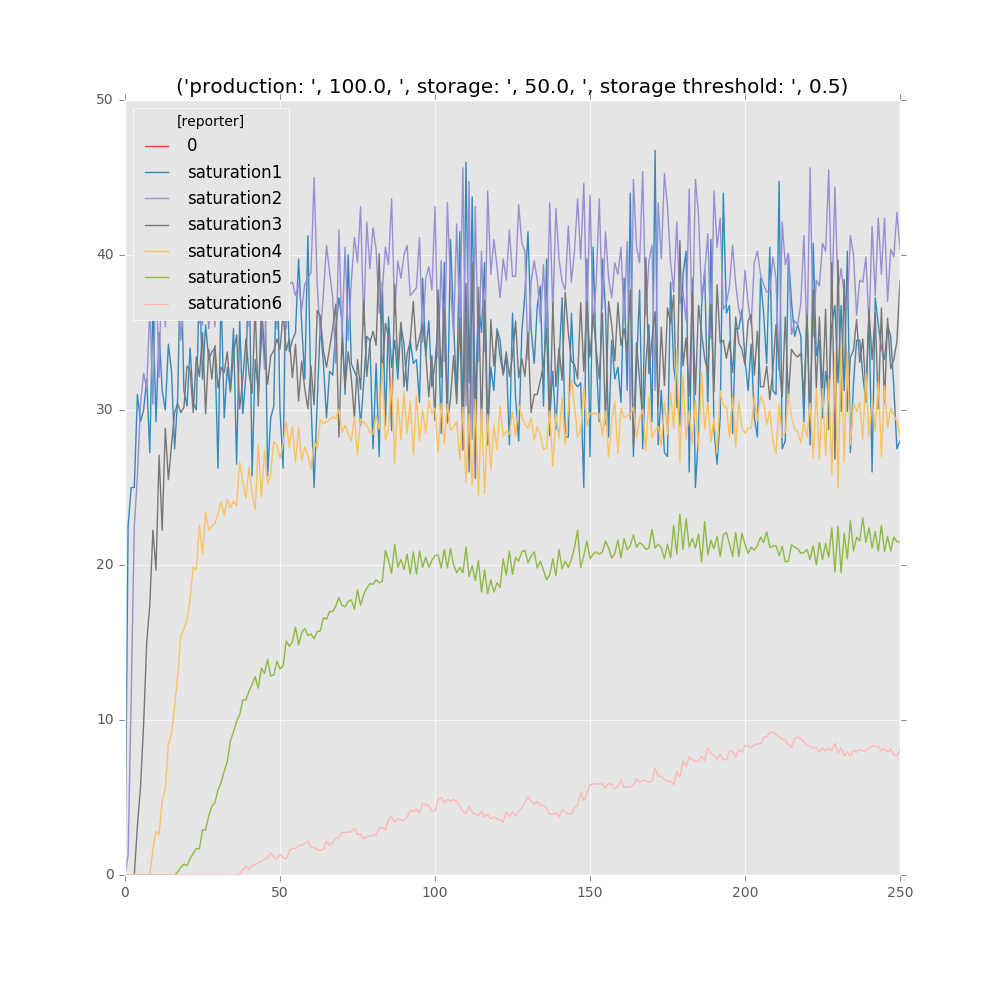 ('production: ', 100.0, ', storage: ', 50.0, ', storage threshold: ', 0.5)
50
[reporter]
0
saturation1
saturation2
saturation3
saturation4
saturation5
saturation6
40
30
20
10
0
0 50 100 150 200 250